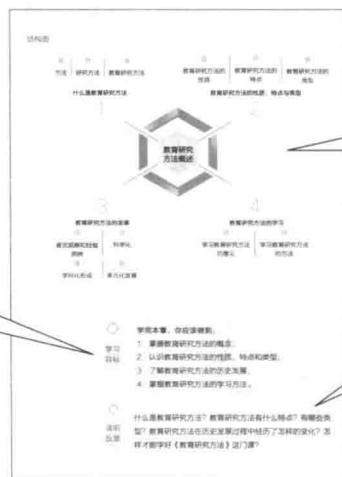 结构图
方法 研究方法 教育研究方法
什么是教育研究方法
1
教育研究方法的性质 教育研究方法的特点 教育研究方法的类型
教育研究方法的性质、特点与类型
2
教育研究
方法概述
3
教育研究方法的发展
科学化
学科化形成 多元化发展
4
教育研究方法的学习
学习教育研究方法的意义 学习教育研究方法的方法
学习
目标
学完本章，你应该做到：
1. 掌握教育研究方法的概念；
2. 认识教育研究方法的性质、特点和类型；
3. 了解教育研究方法的历史发展；
4. 掌握教育研究方法的学习方法。
读前
反思
什么是教育研究方法？教育研究方法有什么特点？有哪些类
型？教育研究方法在历史发展过程中经历了怎样的变化？怎
样才能学好《教育研究方法》这门课？